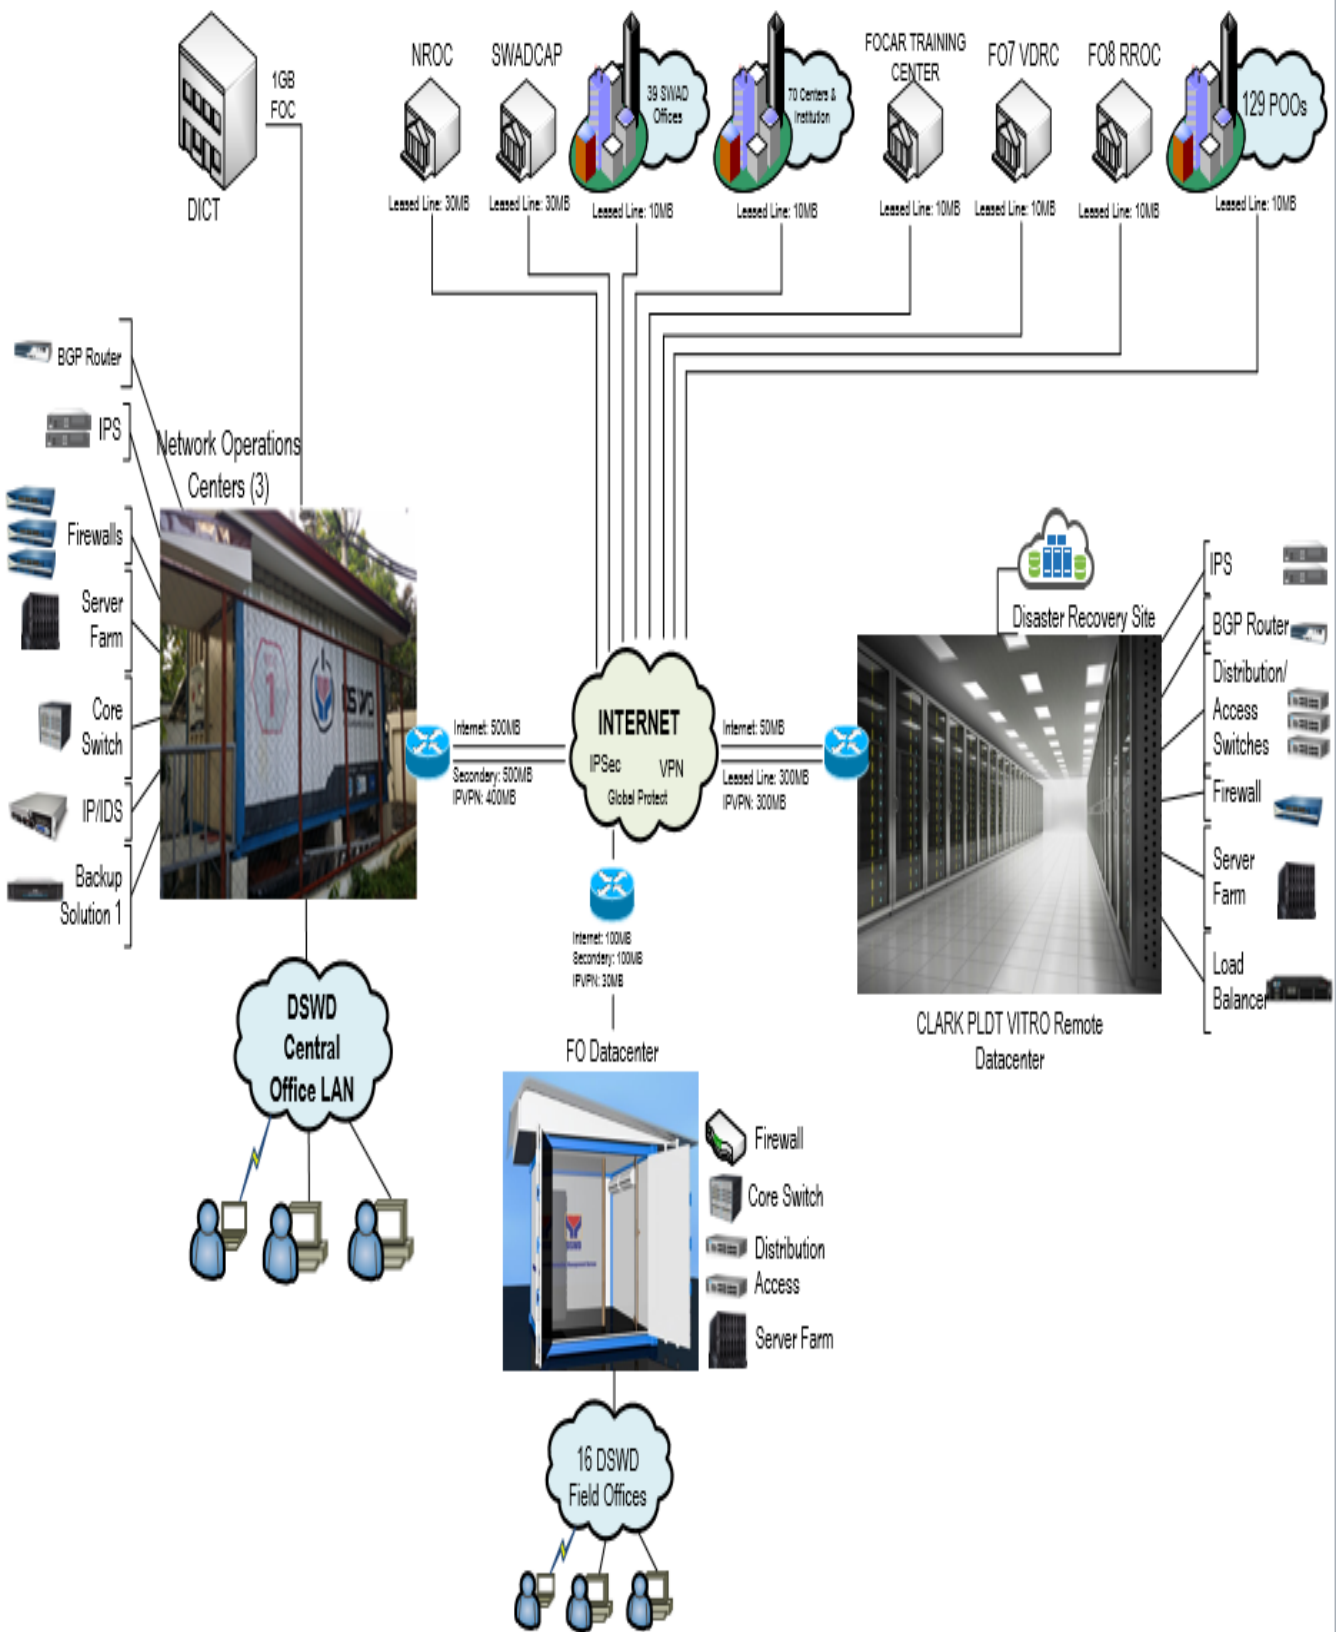 NROC
SWADCAP
FOCAR TRAINING
CENTER
FO7 VDRC
FO8 RROC
1GB
FOC
39 SWAD
Offices
70 Centers &
Institution
129 POOs
DICT
Leased Line: 30MB
Leased Line: 30MB
Leased Line: 10MB
Leased Line: 10MB
Leased Line: 10MB
Leased Line: 10MB
Leased Line: 10MB
Leased Line: 10MB
BGP Router
IPS
Network Operations
Centers (3)
Firewalls
Server
Farm
Core
Switch
IP/IDS
Backup
Solution 1
1
DSWD
Internet: 500MB
Secondary: 500MB
IPVPN: 400MB
INTERNET
IPSec
VPN
Global Protect
Internet: 50MB
Leased Line: 300MB
IPVPN: 300MB
Disaster Recovery Site
IPS
BGP Router
Distribution/
Access
Switches
Firewall
Server
Farm
Load
Balancer
CLARK PLDT VITRO Remote
Datacenter
Internet: 100MB
Secondary: 100MB
IPVPN: 30MB
FO Datacenter
DSWD
Central
Office LAN
Firewall
Core Switch
Distribution
Access
Server Farm
16 DSWD
Field Offices